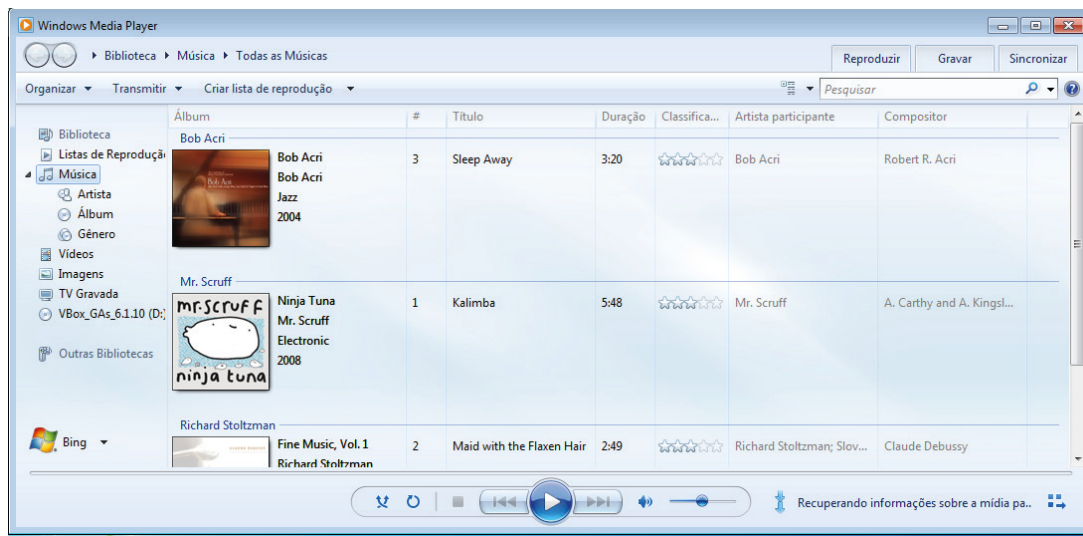 Windows Media Player
Biblioteca Música Todas as Músicas
Reproduzir Gravar Sincronizar
Organizar Transmitir Criar lista de reprodução
Pesquisar
Álbum # Título Duração Classifica... Artista participante Compositor
Biblioteca
Listas de Reproduçã
Música
Artista
Álbum
Gênero
Vídeos
Imagens
TV Gravada
VBox_GAs_6.1.10 (D:)
Outras Bibliotecas
Bing
Bob Acri
Bob Acri 3 Sleep Away 3:20 Bob Acri Robert R. Acri
Bob Acri
Jazz
2004
Mr. Scruff
mr.scruff
ninja tuna
Ninja Tuna 1 Kalimba 5:48 Mr. Scruff A. Carthy and A. Kingsl...
Mr. Scruff
Electronic
2008
Richard Stoltzman
Fine Music, Vol. 1 2 Maid with the Flaxen Hair 2:49 Richard Stoltzman; Slov... Claude Debussy
Richard Stoltzman
Recuperando informações sobre a mídia pa..